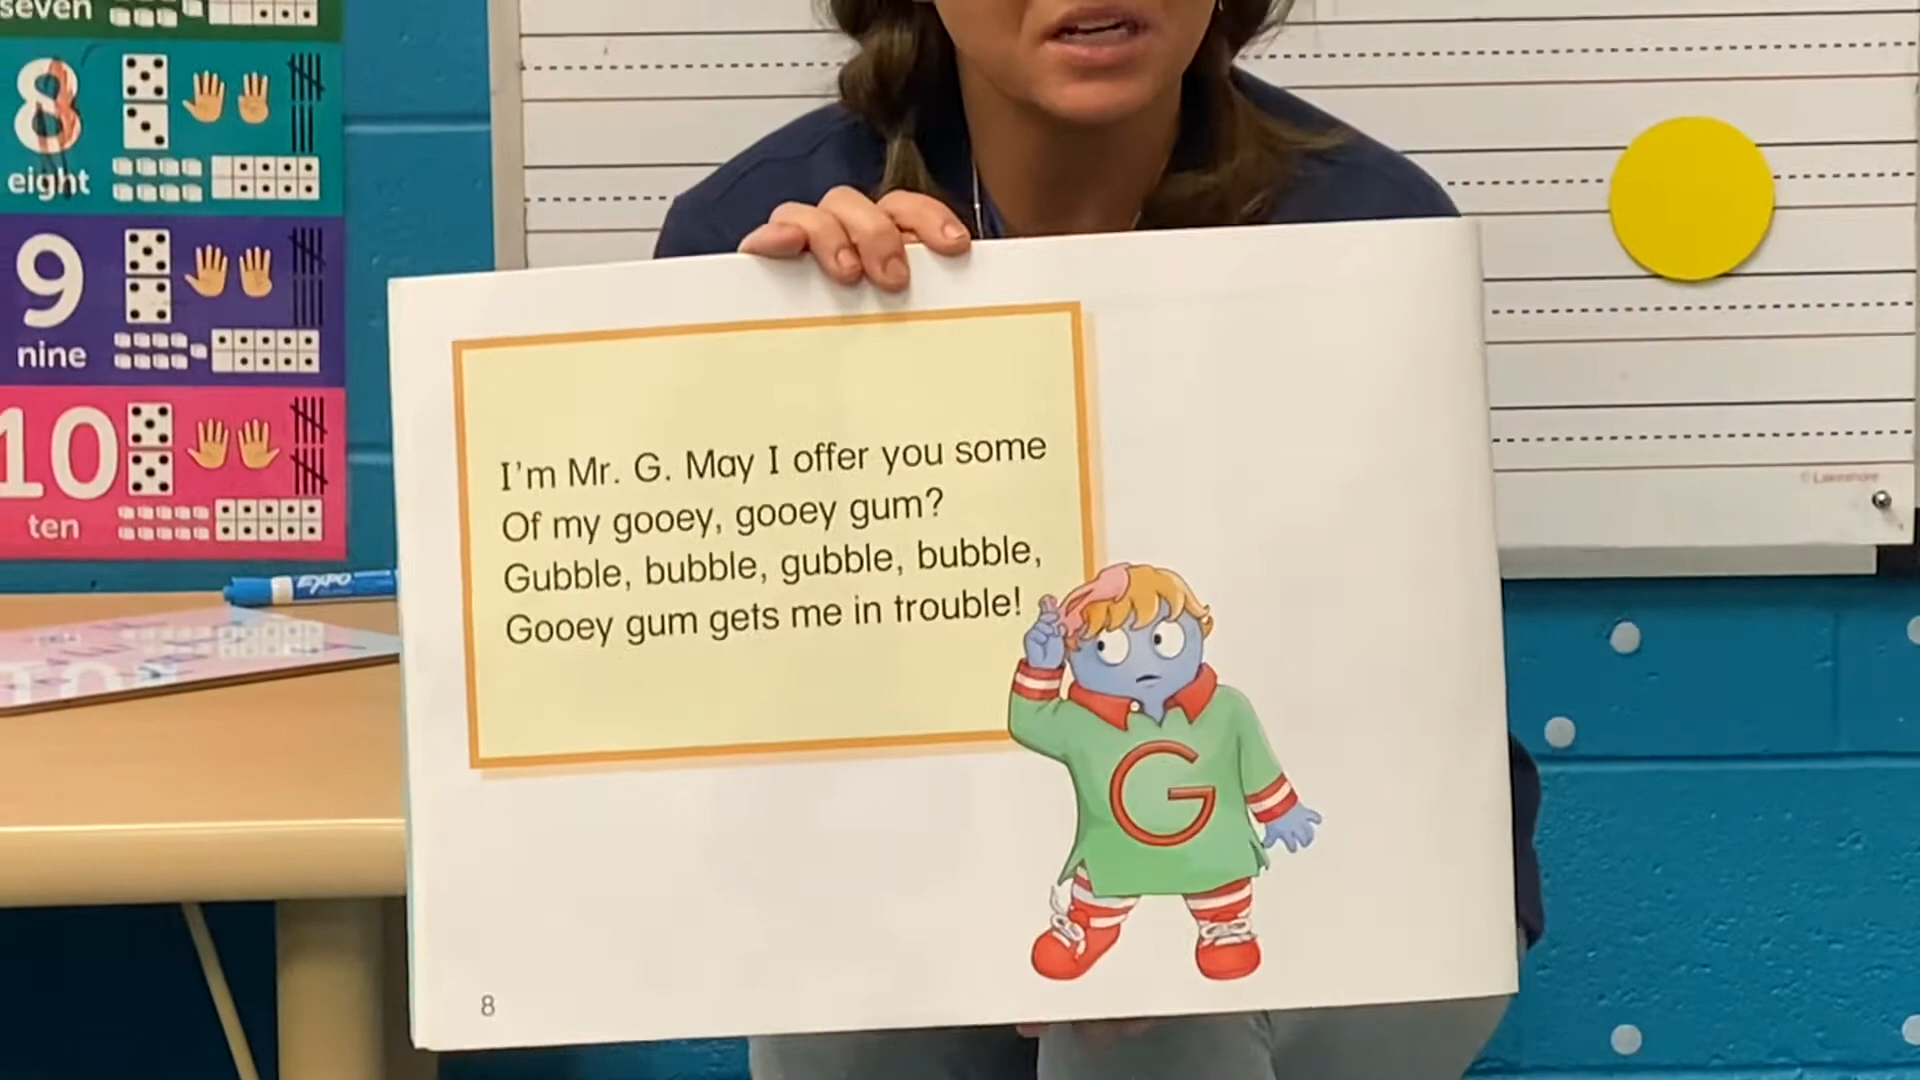 seven
8
eight
9
nine
10
ten
EXPO
© Lakeshore
I'm Mr. G. May I offer you some
Of my gooey, gooey gum?
Gubble, bubble, gubble, bubble,
Gooey gum gets me in trouble!
G
8